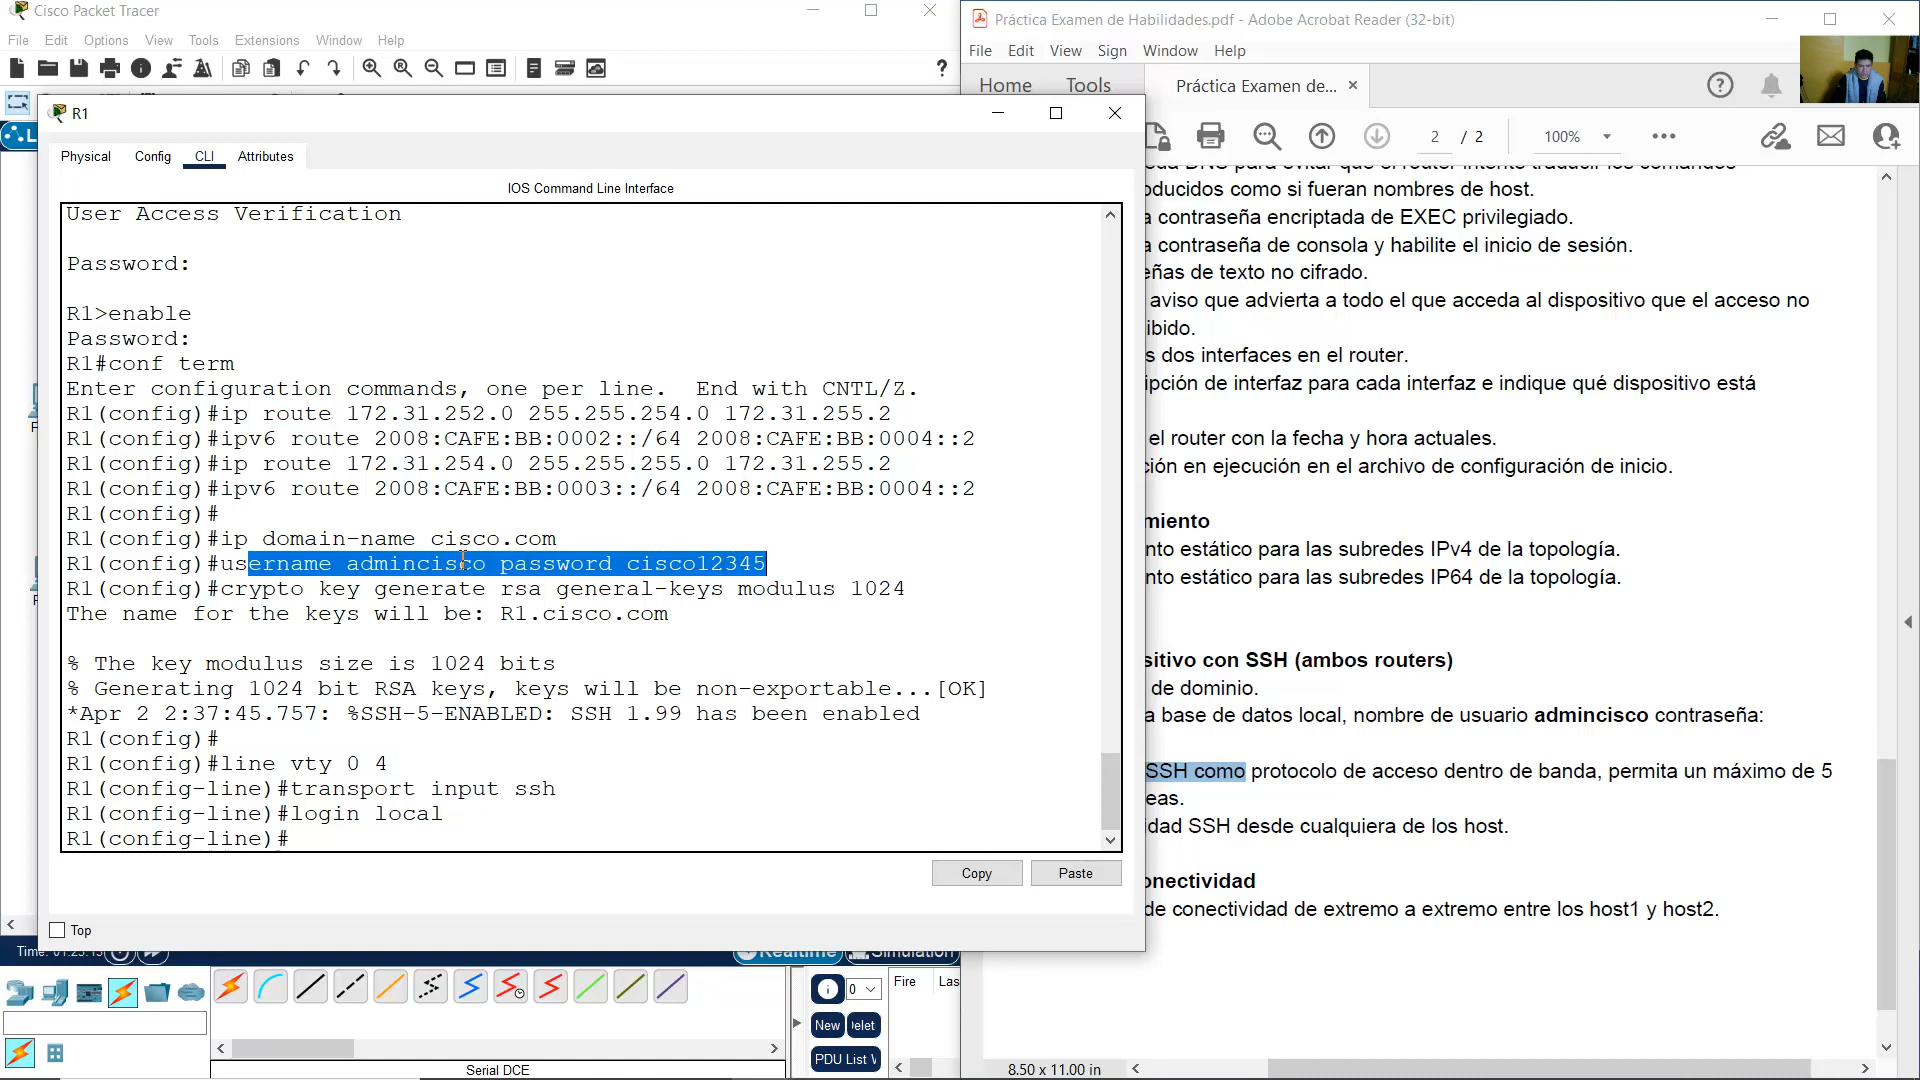 Cisco Packet Tracer
File Edit Options View Tools Extensions Window Help
R1
Physical Config CLI Attributes
IOS Command Line Interface
User Access Verification
Password:
R1>enable
Password:
R1#conf term
Enter configuration commands, one per line. End with CNTL/Z.
R1(config)#ip route 172.31.252.0 255.255.254.0 172.31.255.2
R1(config)#ipv6 route 2008:CAFE:BB:0002::/64 2008:CAFE:BB:0004::2
R1(config)#ip route 172.31.254.0 255.255.255.0 172.31.255.2
R1(config)#ipv6 route 2008:CAFE:BB:0003::/64 2008:CAFE:BB:0004::2
R1(config)#
R1(config)#ip domain-name cisco.com
R1(config)#username admincisco password cisco12345
R1(config)#crypto key generate rsa general-keys modulus 1024
The name for the keys will be: R1.cisco.com
% The key modulus size is 1024 bits
% Generating 1024 bit RSA keys, keys will be non-exportable...[OK]
*Apr 2 2:37:45.757: %SSH-5-ENABLED: SSH 1.99 has been enabled
R1(config)#
R1(config)#line vty 0 4
R1(config-line)#transport input ssh
R1(config-line)#login local
R1(config-line)#
Copy Paste
Top
Realtime Simulation
0
Fire Las
New
PDU List
Serial DCE
Práctica Examen de Habilidades.pdf - Adobe Acrobat Reader (32-bit)
File Edit View Sign Window Help
Home Tools Práctica Examen de...
2 / 2 100%
da DNS para evitar que el router intente traducir los comandos
oducidos como si fueran nombres de host.
a contraseña encriptada de EXEC privilegiado.
a contraseña de consola y habilite el inicio de sesión.
eñas de texto no cifrado.
aviso que advierta a todo el que acceda al dispositivo que el acceso no
ibido.
s dos interfaces en el router.
ipción de interfaz para cada interfaz e indique qué dispositivo está
el router con la fecha y hora actuales.
ción en ejecución en el archivo de configuración de inicio.
miento
nto estático para las subredes IPv4 de la topología.
nto estático para las subredes IP64 de la topología.
sitivo con SSH (ambos routers)
de dominio.
a base de datos local, nombre de usuario admincisco contraseña:
SSH como protocolo de acceso dentro de banda, permita un máximo de 5
eas.
idad SSH desde cualquiera de los host.
onectividad
de conectividad de extremo a extremo entre los host1 y host2.
8.50 x 11.00 in